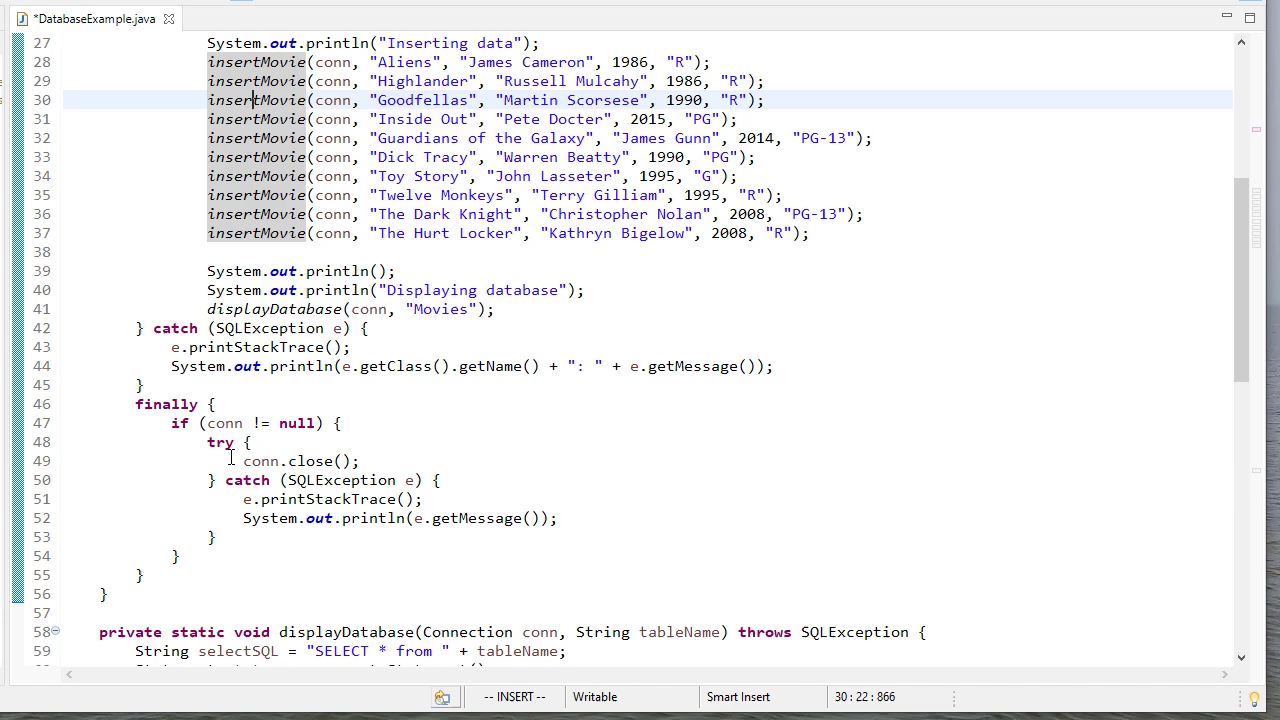 *DatabaseExample.java
27 System.out.println("Inserting data");
28 insertMovie(conn, "Aliens", "James Cameron", 1986, "R");
29 insertMovie(conn, "Highlander", "Russell Mulcahy", 1986, "R");
30 insertMovie(conn, "Goodfellas", "Martin Scorsese", 1990, "R");
31 insertMovie(conn, "Inside Out", "Pete Docter", 2015, "PG");
32 insertMovie(conn, "Guardians of the Galaxy", "James Gunn", 2014, "PG-13");
33 insertMovie(conn, "Dick Tracy", "Warren Beatty", 1990, "PG");
34 insertMovie(conn, "Toy Story", "John Lasseter", 1995, "G");
35 insertMovie(conn, "Twelve Monkeys", "Terry Gilliam", 1995, "R");
36 insertMovie(conn, "The Dark Knight", "Christopher Nolan", 2008, "PG-13");
37 insertMovie(conn, "The Hurt Locker", "Kathryn Bigelow", 2008, "R");
38
39 System.out.println();
40 System.out.println("Displaying database");
41 displayDatabase(conn, "Movies");
42 } catch (SQLException e) {
43 e.printStackTrace();
44 System.out.println(e.getClass().getName() + ": " + e.getMessage());
45 }
46 finally {
47 if (conn != null) {
48 try {
49 conn.close();
50 } catch (SQLException e) {
51 e.printStackTrace();
52 System.out.println(e.getMessage());
53 }
54 }
55 }
56 }
57
58 private static void displayDatabase(Connection conn, String tableName) throws SQLException {
59 String selectSQL = "SELECT * from " + tableName;
-- INSERT -- Writable Smart Insert 30 : 22 : 866